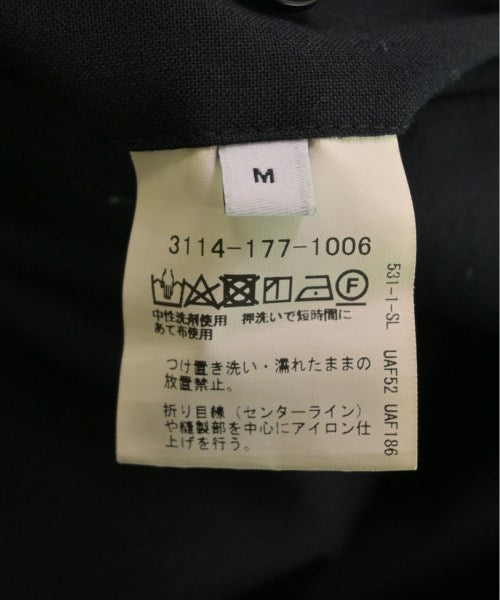 M
3114-177-1006
F
中性洗剤使用 押洗いで短時間に
あて布使用
つけ置き洗い・濡れたままの
放置禁止。
折り目線（センターライン）
や縫製部を中心にアイロン仕
上げを行う。
531-1-SL UAF52 UAF186